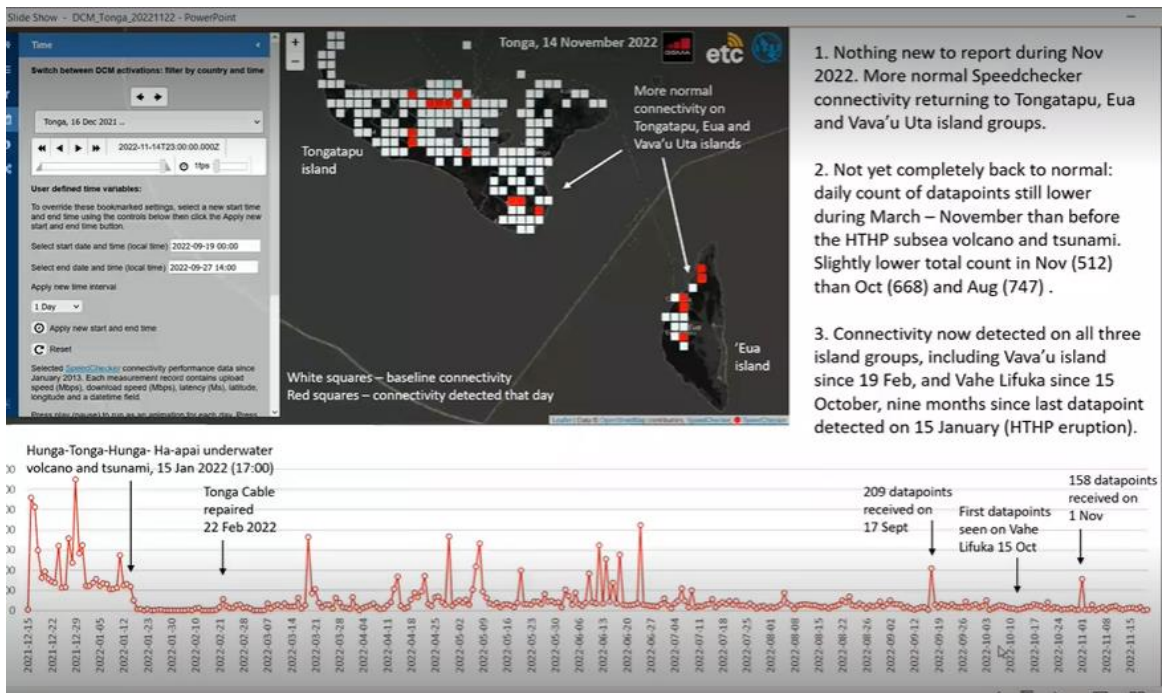 Slide Show - DCM_Tonga_20221122 - PowerPoint
Time
Switch between DCM activations: filter by country and time
Tonga, 16 Dec 2021 ...
2022-11-14T23:00:00.000Z
1fps
User defined time variables:
To override these bookmarked settings, select a new start time
and end time using the controls below then click the Apply new
start and end time button.
Select start date and time (local time) 2022-09-19 00:00
Select end date and time (local time) 2022-09-27 14:00
Apply new time interval
1 Day
Apply new start and end time
Reset
Selected SpeedChecker connectivity performance data since
January 2013. Each measurement record contains upload
speed (Mbps), download speed (Mbps), latency (Ms), latitude,
longitude and a datetime field.
Press play (pause) to run as an animation for each day. Press
+
−
Tonga, 14 November 2022
GSMA
etc
More normal
connectivity on
Tongatapu, Eua and
Vava'u Uta islands
Tongatapu
island
'Eua
island
White squares – baseline connectivity
Red squares – connectivity detected that day
1. Nothing new to report during Nov
2022. More normal Speedchecker
connectivity returning to Tongatapu, Eua
and Vava'u Uta island groups.
2. Not yet completely back to normal:
daily count of datapoints still lower
during March – November than before
the HTHP subsea volcano and tsunami.
Slightly lower total count in Nov (512)
than Oct (668) and Aug (747) .
3. Connectivity now detected on all three
island groups, including Vava'u island
since 19 Feb, and Vahe Lifuka since 15
October, nine months since last datapoint
detected on 15 January (HTHP eruption).
Hunga-Tonga-Hunga- Ha-apai underwater
volcano and tsunami, 15 Jan 2022 (17:00)
Tonga Cable
repaired
22 Feb 2022
209 datapoints
received on
17 Sept
First datapoints
seen on Vahe
Lifuka 15 Oct
158 datapoints
received on
1 Nov
0
2021-12-15
2021-12-22
2021-12-29
2022-01-05
2022-01-12
2022-01-23
2022-01-30
2022-02-10
2022-02-21
2022-02-28
2022-03-07
2022-03-14
2022-03-21
2022-03-28
2022-04-04
2022-04-11
2022-04-18
2022-04-25
2022-05-02
2022-05-09
2022-05-16
2022-05-23
2022-05-30
2022-06-06
2022-06-13
2022-06-20
2022-06-27
2022-07-04
2022-07-11
2022-07-18
2022-07-25
2022-08-01
2022-08-08
2022-08-15
2022-08-22
2022-08-26
2022-09-02
2022-09-12
2022-09-19
2022-09-26
2022-10-03
2022-10-10
2022-10-17
2022-10-24
2022-11-01
2022-11-08
2022-11-15